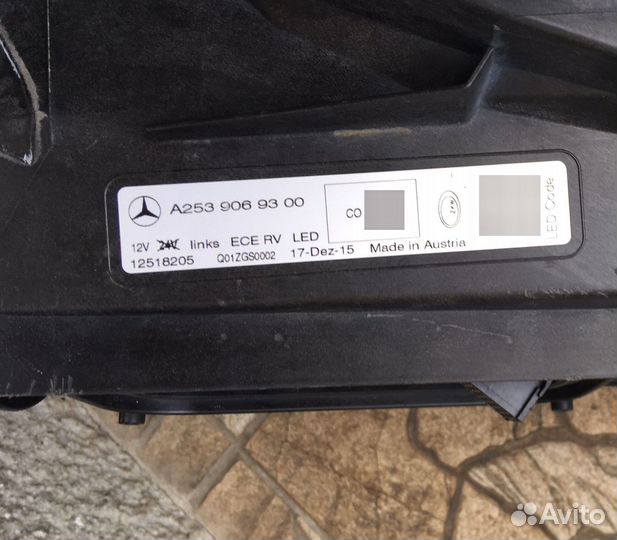 A253 906 93 00
CO
12V 24V links ECE RV LED
12518205 Q01ZGS0002 17-Dez-15 Made in Austria
LED Code
Avito